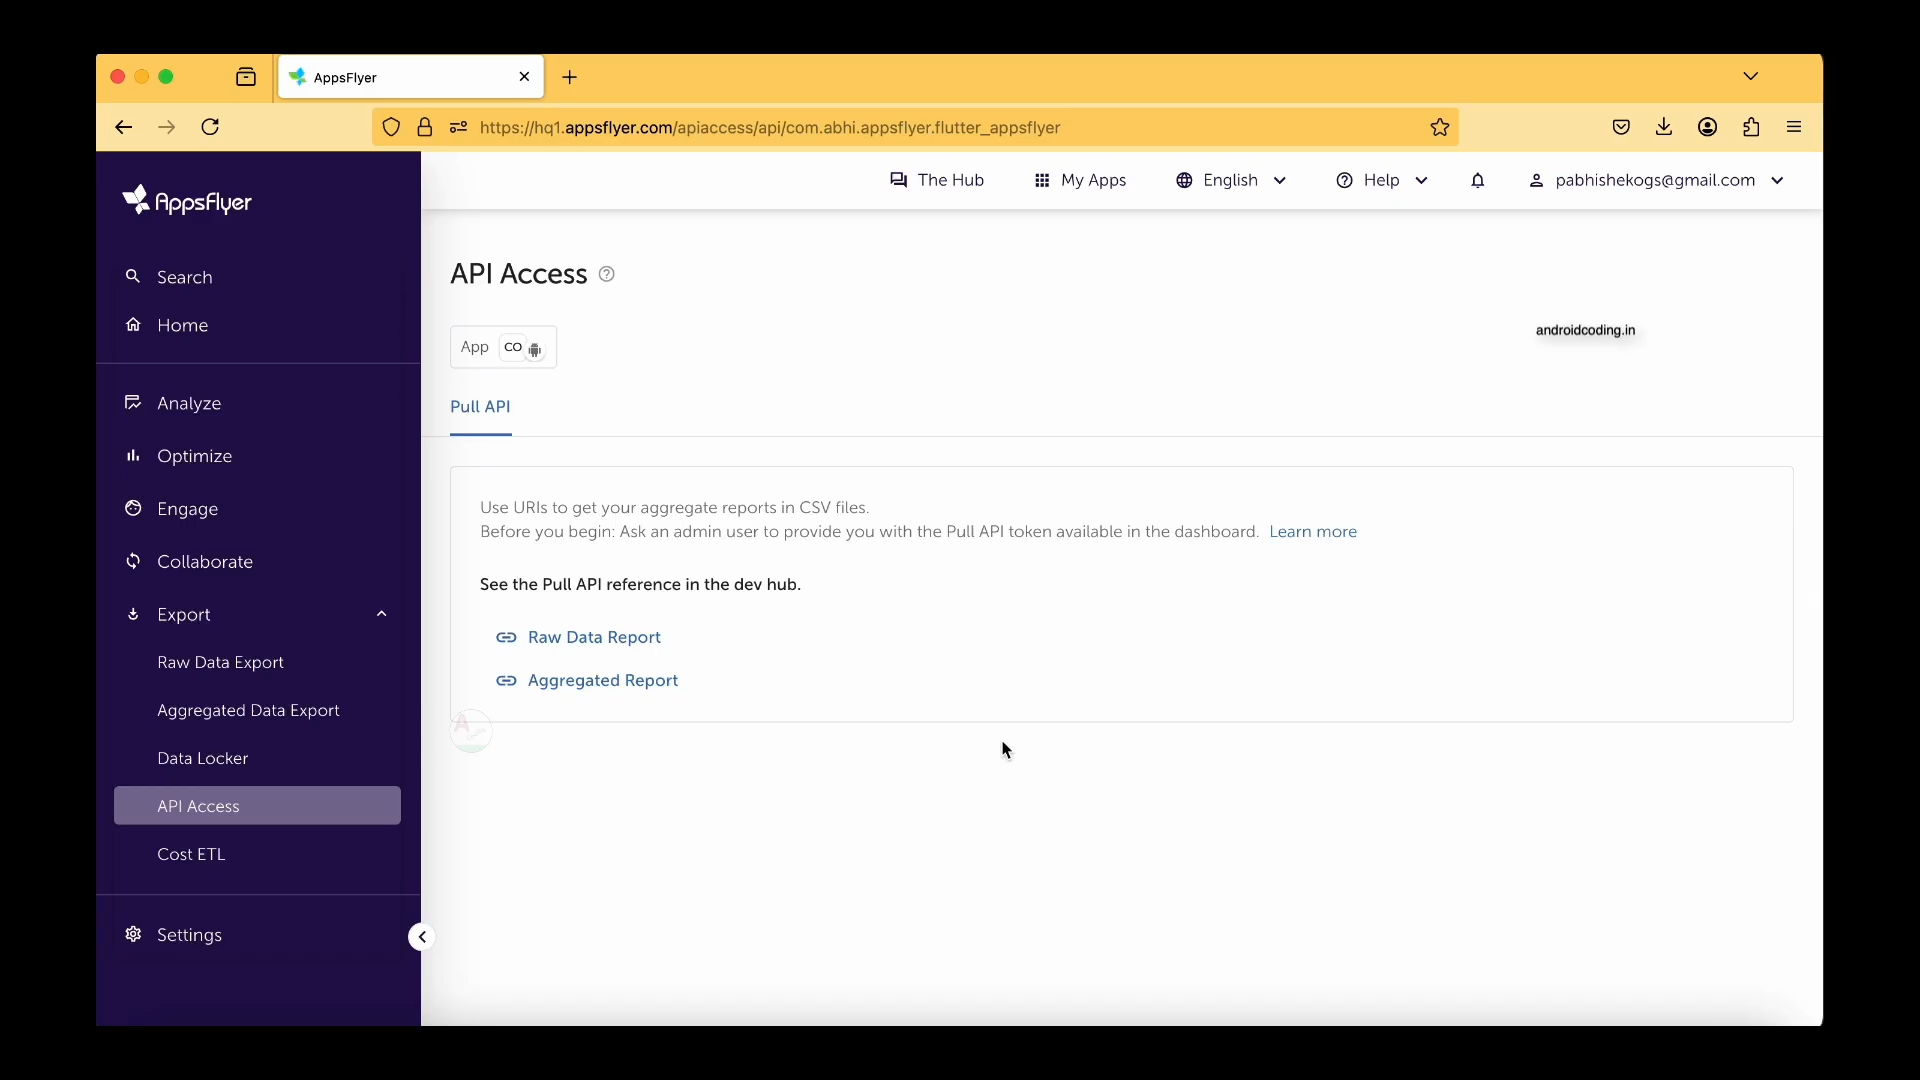 AppsFlyer
https://hq1.appsflyer.com/apiaccess/api/com.abhi.appsflyer.flutter_appsflyer
AppsFlyer
The Hub
My Apps
English
Help
pabhishekogs@gmail.com
Search
Home
Analyze
Optimize
Engage
Collaborate
Export
Raw Data Export
Aggregated Data Export
Data Locker
API Access
Cost ETL
Settings
API Access
androidcoding.in
App CO
Pull API
Use URIs to get your aggregate reports in CSV files.
Before you begin: Ask an admin user to provide you with the Pull API token available in the dashboard. Learn more
See the Pull API reference in the dev hub.
Raw Data Report
Aggregated Report